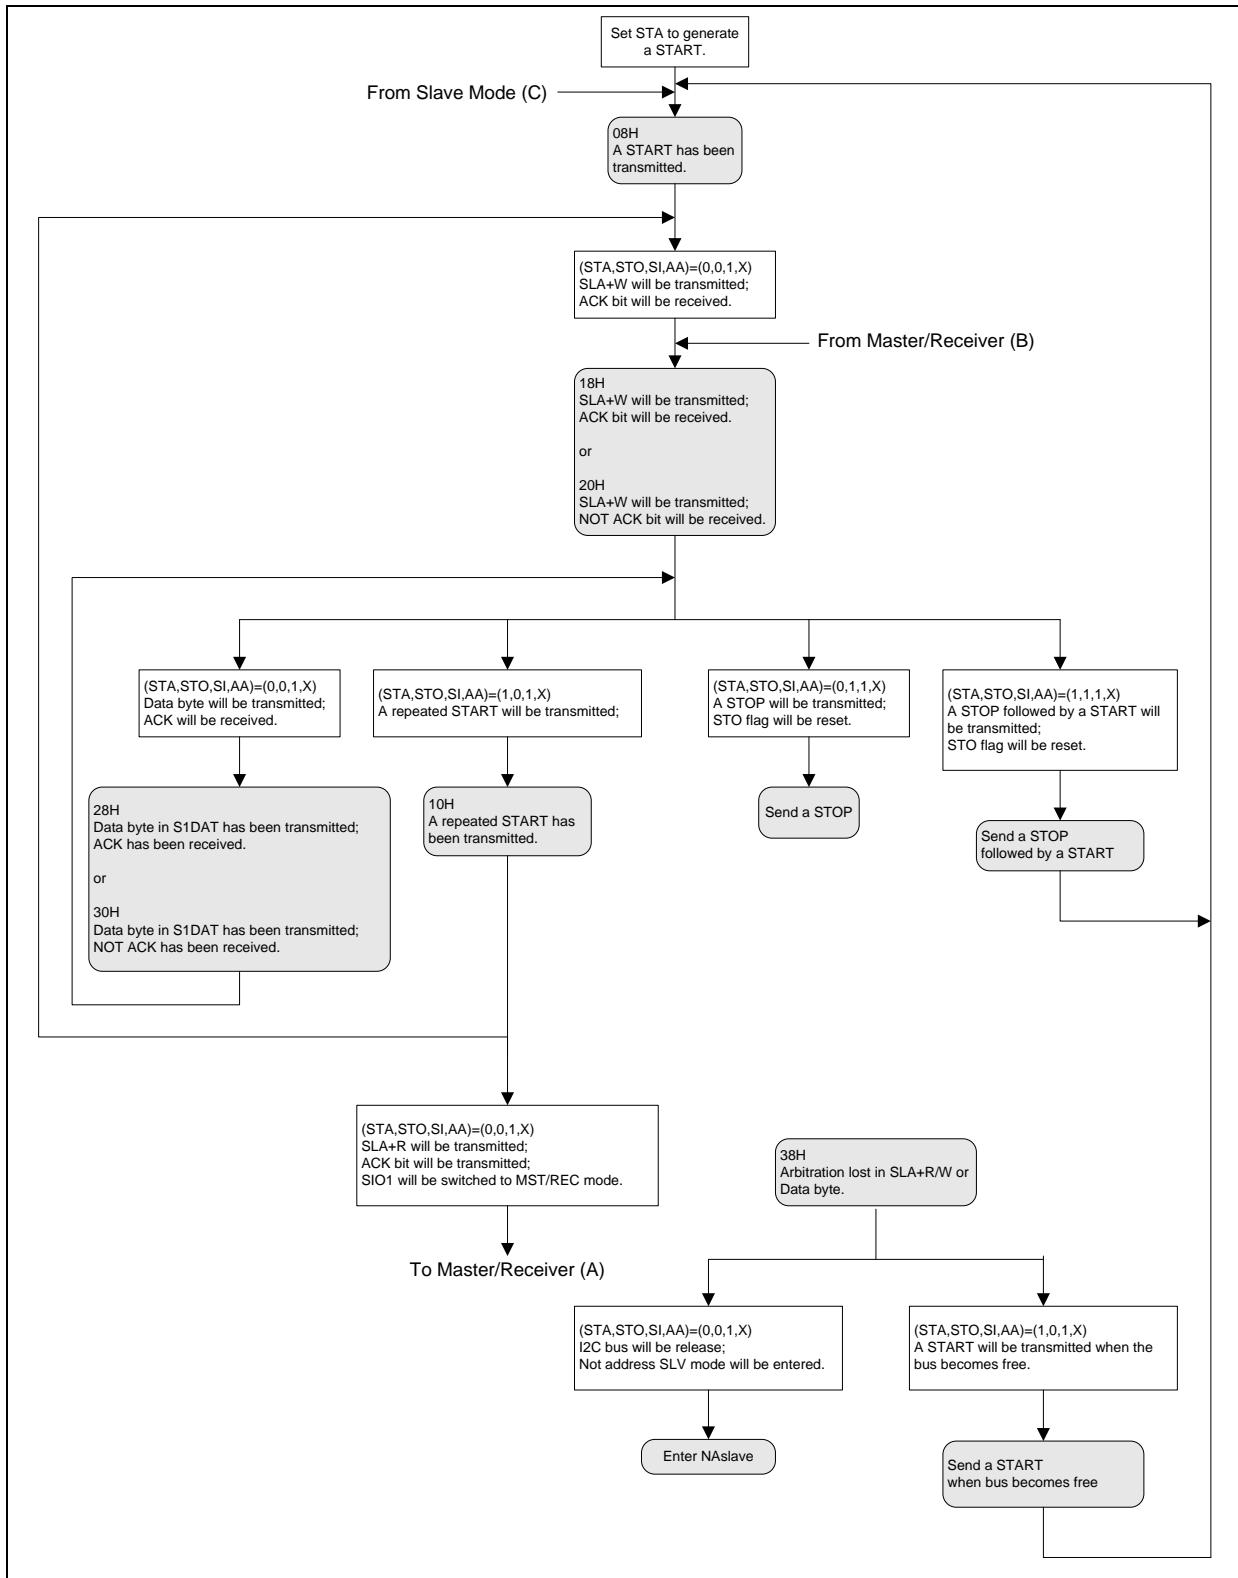 Set STA to generate
a START.
From Slave Mode (C)
08H
A START has been
transmitted.
(STA,STO,SI,AA)=(0,0,1,X)
SLA+W will be transmitted;
ACK bit will be received.
From Master/Receiver (B)
18H
SLA+W will be transmitted;
ACK bit will be received.
or
20H
SLA+W will be transmitted;
NOT ACK bit will be received.
(STA,STO,SI,AA)=(0,0,1,X)
Data byte will be transmitted;
ACK will be received.
(STA,STO,SI,AA)=(1,0,1,X)
A repeated START will be transmitted;
(STA,STO,SI,AA)=(0,1,1,X)
A STOP will be transmitted;
STO flag will be reset.
(STA,STO,SI,AA)=(1,1,1,X)
A STOP followed by a START will
be transmitted;
STO flag will be reset.
28H
Data byte in S1DAT has been transmitted;
ACK has been received.
or
30H
Data byte in S1DAT has been transmitted;
NOT ACK has been received.
10H
A repeated START has
been transmitted.
Send a STOP
Send a STOP
followed by a START
(STA,STO,SI,AA)=(0,0,1,X)
SLA+R will be transmitted;
ACK bit will be transmitted;
SIO1 will be switched to MST/REC mode.
To Master/Receiver (A)
38H
Arbitration lost in SLA+R/W or
Data byte.
(STA,STO,SI,AA)=(0,0,1,X)
I2C bus will be release;
Not address SLV mode will be entered.
(STA,STO,SI,AA)=(1,0,1,X)
A START will be transmitted when the
bus becomes free.
Enter NAslave
Send a START
when bus becomes free